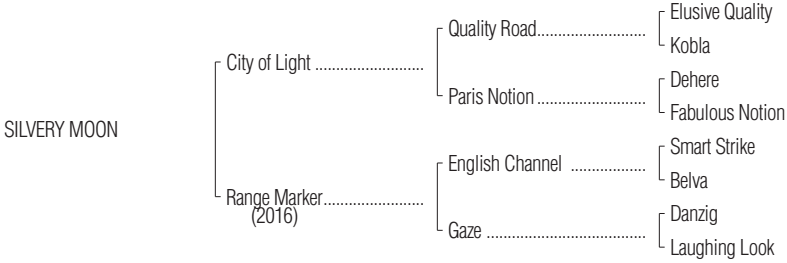 SILVERY MOON
City of Light ..........................
Range Marker........................
(2016)
Quality Road..........................
Paris Notion ..........................
English Channel ..................
Gaze .......................................
Elusive Quality
Kobla
Dehere
Fabulous Notion
Smart Strike
Belva
Danzig
Laughing Look